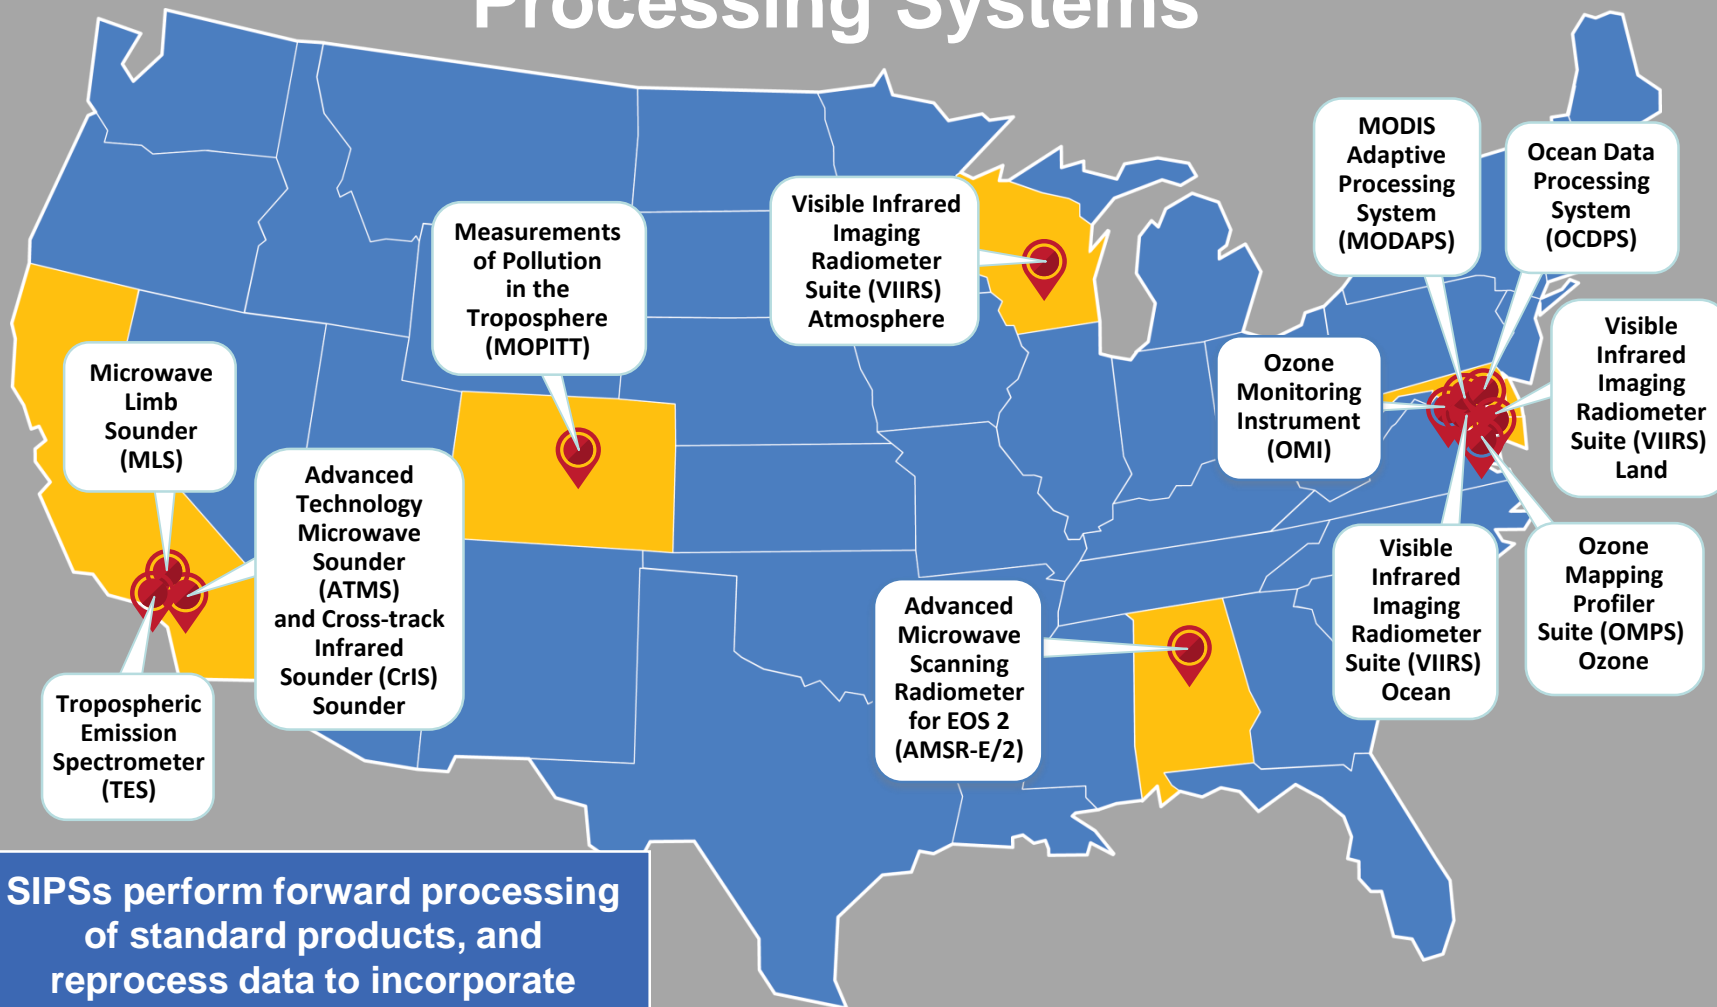 Processing Systems
MODIS
Adaptive
Processing
System
(MODAPS)
Ocean Data
Processing
System
(OCDPS)
Visible Infrared
Imaging
Radiometer
Suite (VIIRS)
Atmosphere
Measurements
of Pollution
in the
Troposphere
(MOPITT)
Visible
Infrared
Imaging
Radiometer
Suite (VIIRS)
Land
Ozone
Monitoring
Instrument
(OMI)
Microwave
Limb
Sounder
(MLS)
Advanced
Technology
Microwave
Sounder
(ATMS)
and Cross-track
Infrared
Sounder (CrIS)
Sounder
Visible
Infrared
Imaging
Radiometer
Suite (VIIRS)
Ocean
Ozone
Mapping
Profiler
Suite (OMPS)
Ozone
Advanced
Microwave
Scanning
Radiometer
for EOS 2
(AMSR-E/2)
Tropospheric
Emission
Spectrometer
(TES)
SIPSs perform forward processing
of standard products, and
reprocess data to incorporate